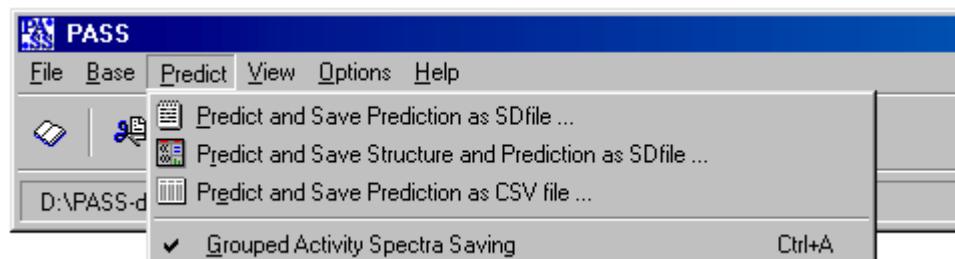 PASS
File Base Predict View Options Help
Predict and Save Prediction as SDfile ...
Predict and Save Structure and Prediction as SDfile ...
Predict and Save Prediction as CSV file ...
D:\PASS-d
Grouped Activity Spectra Saving Ctrl+A